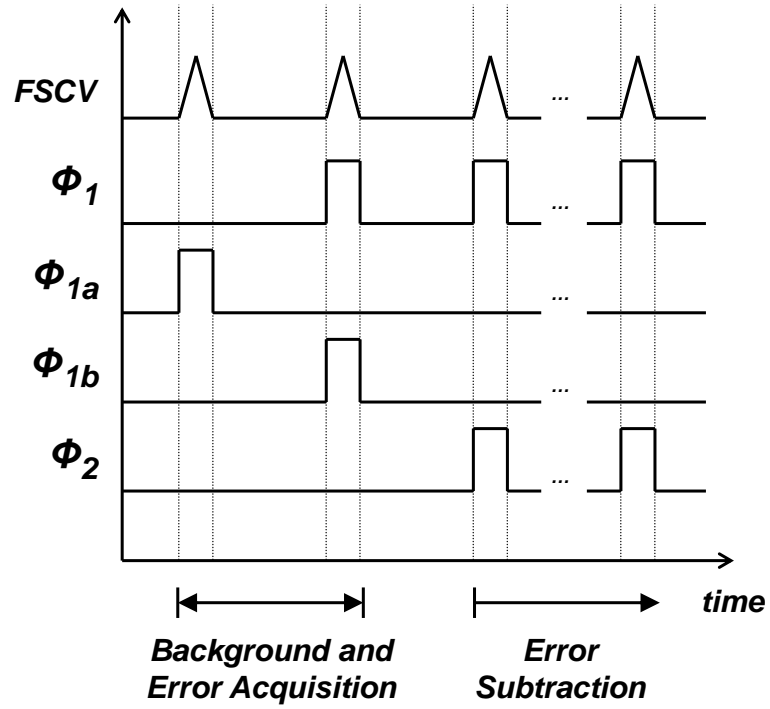 FSCV
...
Φ1
...
Φ1a
...
Φ1b
...
Φ2
...
time
Background and
Error Acquisition
Error
Subtraction